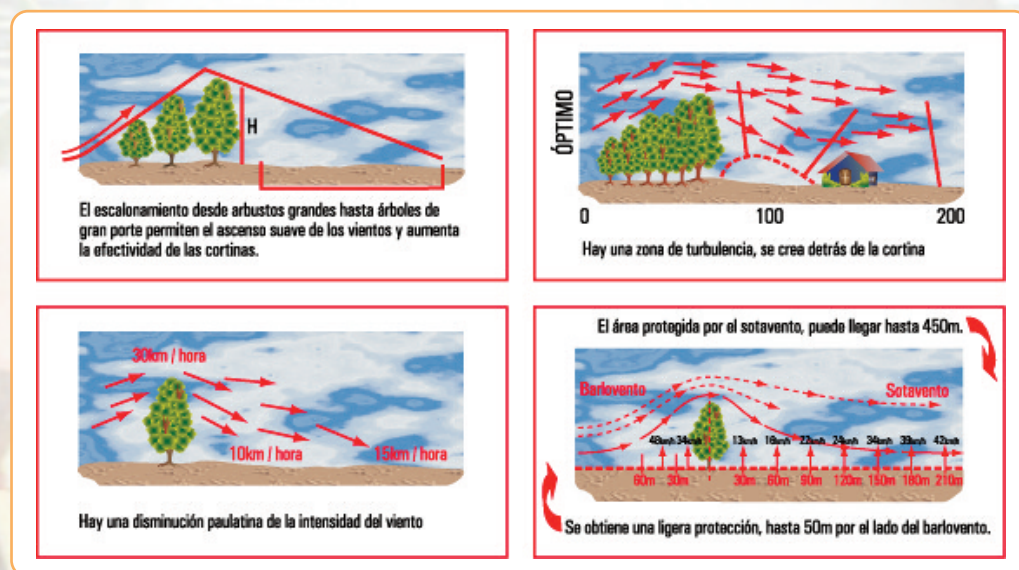 H
El escalonamiento desde arbustos grandes hasta árboles de
gran porte permiten el ascenso suave de los vientos y aumenta
la efectividad de las cortinas.
ÓPTIMO
0 100 200
Hay una zona de turbulencia, se crea detrás de la cortina
30km / hora
10km / hora 15km / hora
Hay una disminución paulatina de la intensidad del viento
El área protegida por el sotavento, puede llegar hasta 450m.
Barlovento Sotavento
48km/h 34km/h 13km/h 16km/h 22km/h 24km/h 34km/h 39km/h 42km/h
60m 30m 30m 60m 90m 120m 150m 180m 210m
Se obtiene una ligera protección, hasta 50m por el lado del barlovento.